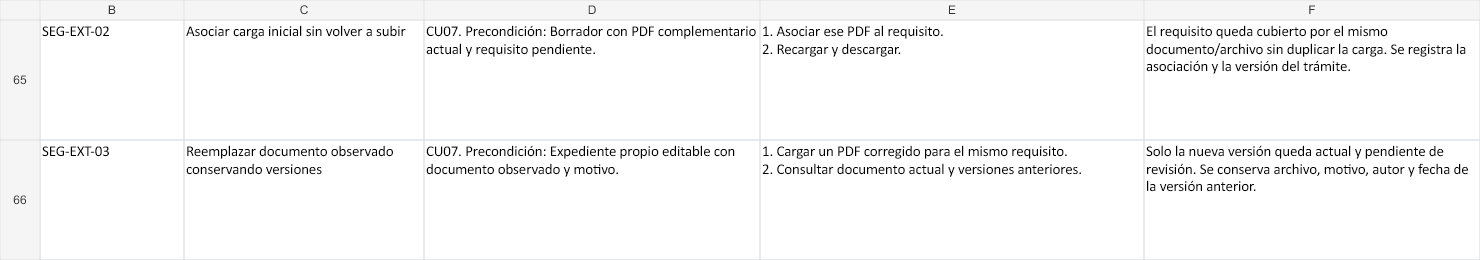 B C D E F
65
SEG-EXT-02
Asociar carga inicial sin volver a subir
CU07. Precondición: Borrador con PDF complementario
actual y requisito pendiente.
1. Asociar ese PDF al requisito.
2. Recargar y descargar.
El requisito queda cubierto por el mismo
documento/archivo sin duplicar la carga. Se registra la
asociación y la versión del trámite.
66
SEG-EXT-03
Reemplazar documento observado
conservando versiones
CU07. Precondición: Expediente propio editable con
documento observado y motivo.
1. Cargar un PDF corregido para el mismo requisito.
2. Consultar documento actual y versiones anteriores.
Solo la nueva versión queda actual y pendiente de
revisión. Se conserva archivo, motivo, autor y fecha de
la versión anterior.